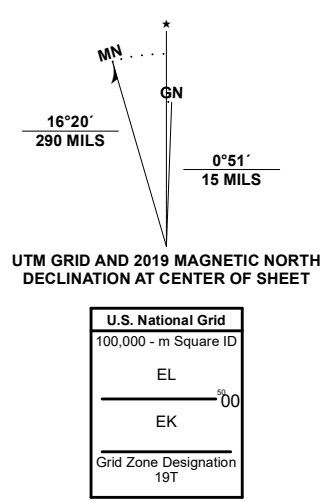 ★
MN
GN
16°20´
290 MILS
0°51´
15 MILS
UTM GRID AND 2019 MAGNETIC NORTH
DECLINATION AT CENTER OF SHEET
U.S. National Grid
100,000 - m Square ID
EL
50 00
EK
Grid Zone Designation
19T